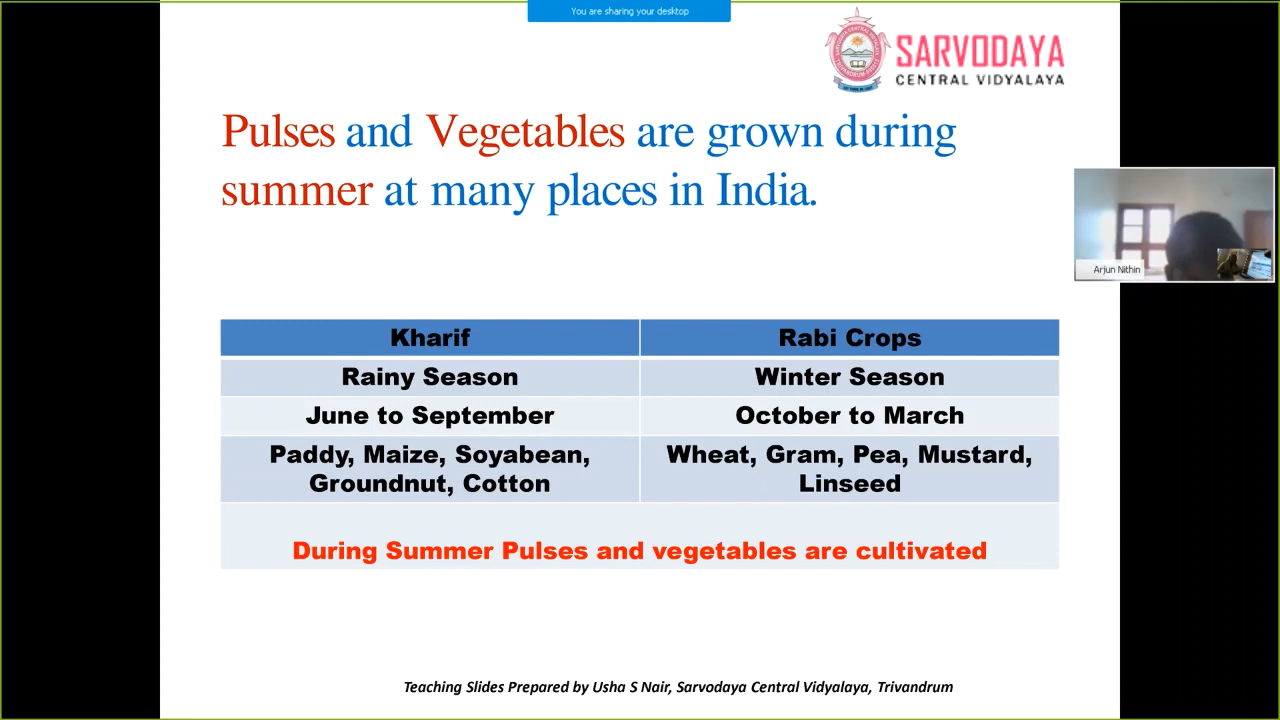 You are sharing your desktop
SARVODAYA
CENTRAL VIDYALAYA
Pulses and Vegetables are grown during
summer at many places in India.
Arjun Nithin
Kharif
Rabi Crops
Rainy Season
Winter Season
June to September
October to March
Paddy, Maize, Soyabean,
Groundnut, Cotton
Wheat, Gram, Pea, Mustard,
Linseed
During Summer Pulses and vegetables are cultivated
Teaching Slides Prepared by Usha S Nair, Sarvodaya Central Vidyalaya, Trivandrum